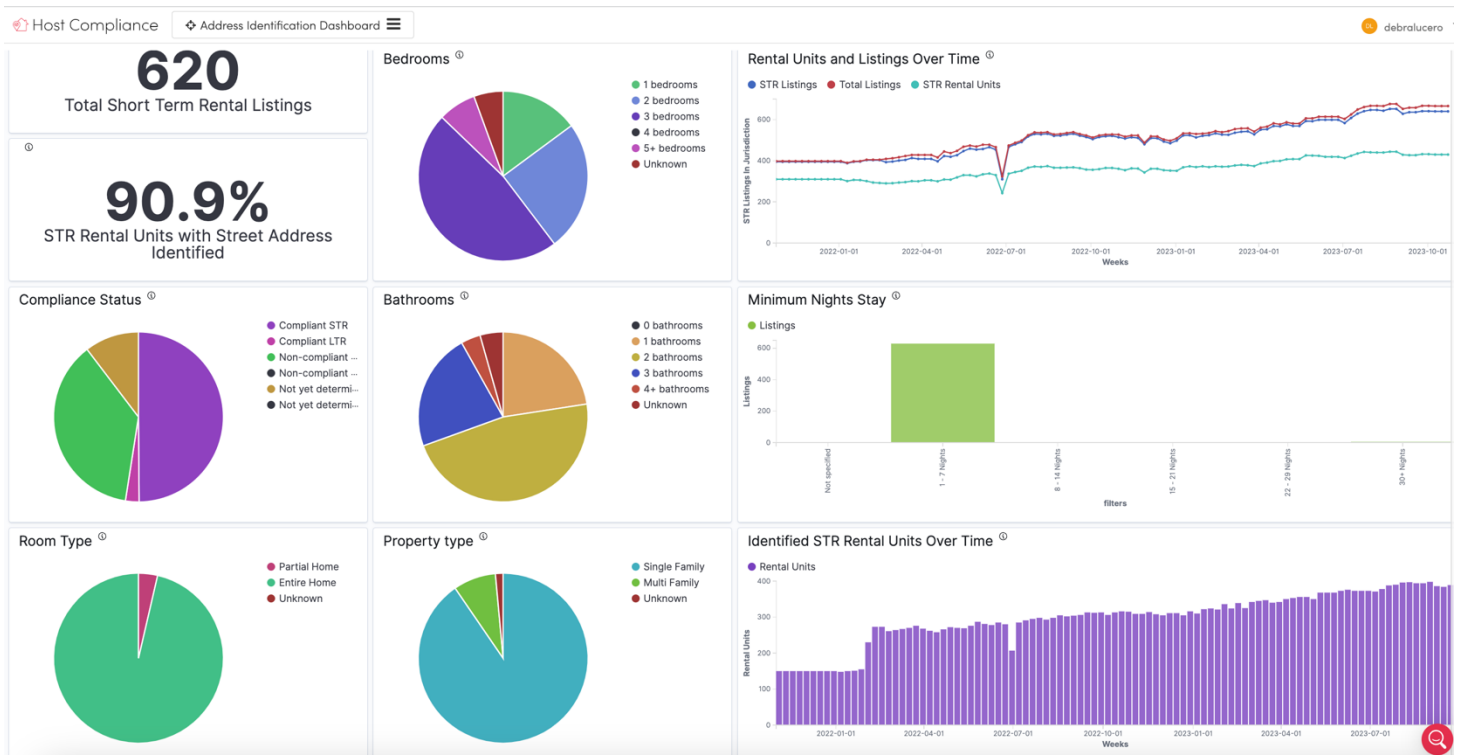 Host Compliance
Address Identification Dashboard
DL
debralucero
620
Total Short Term Rental Listings
90.9%
STR Rental Units with Street Address
Identified
Bedrooms
1 bedrooms
2 bedrooms
3 bedrooms
4 bedrooms
5+ bedrooms
Unknown
Rental Units and Listings Over Time
STR Listings
Total Listings
STR Rental Units
STR Listings In Jurisdiction
600
400
200
0
2022-01-01
2022-04-01
2022-07-01
2022-10-01
2023-01-01
2023-04-01
2023-07-01
2023-10-01
Weeks
Compliance Status
Compliant STR
Compliant LTR
Non-compliant ...
Non-compliant ...
Not yet determi...
Not yet determi...
Bathrooms
0 bathrooms
1 bathrooms
2 bathrooms
3 bathrooms
4+ bathrooms
Unknown
Minimum Nights Stay
Listings
Listings
600
400
200
0
Not specified
1 - 7 Nights
8 - 14 Nights
15 - 21 Nights
22 - 29 Nights
30+ Nights
filters
Room Type
Partial Home
Entire Home
Unknown
Property type
Single Family
Multi Family
Unknown
Identified STR Rental Units Over Time
Rental Units
Rental Units
400
300
200
100
0
2022-01-01
2022-04-01
2022-07-01
2022-10-01
2023-01-01
2023-04-01
2023-07-01
Weeks